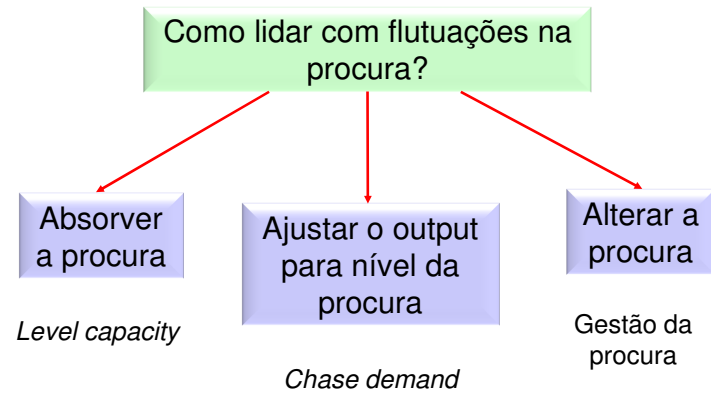 Como lidar com flutuações na
procura?
Absorver
a procura
Level capacity
Ajustar o output
para nível da
procura
Chase demand
Alterar a
procura
Gestão da
procura